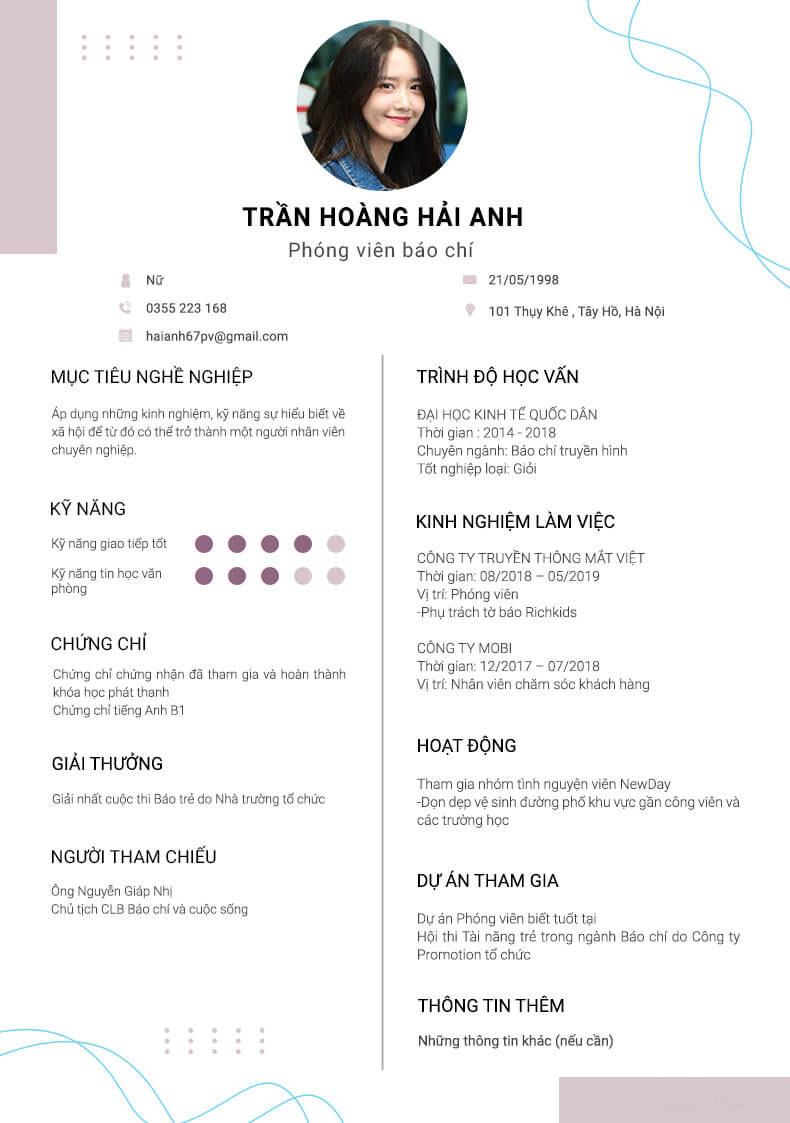 TRẦN HOÀNG HẢI ANH
Phóng viên báo chí
Nữ
0355 223 168
haianh67pv@gmail.com
21/05/1998
101 Thụy Khê , Tây Hồ, Hà Nội
MỤC TIÊU NGHỀ NGHIỆP
Áp dụng những kinh nghiệm, kỹ năng sự hiểu biết về
xã hội để từ đó có thể trở thành một người nhân viên
chuyên nghiệp.
KỸ NĂNG
Kỹ năng giao tiếp tốt
Kỹ năng tin học văn
phòng
CHỨNG CHỈ
Chứng chỉ chứng nhận đã tham gia và hoàn thành
khóa học phát thanh
Chứng chỉ tiếng Anh B1
GIẢI THƯỞNG
Giải nhất cuộc thi Báo trẻ do Nhà trường tổ chức
NGƯỜI THAM CHIẾU
Ông Nguyễn Giáp Nhị
Chủ tịch CLB Báo chí và cuộc sống
TRÌNH ĐỘ HỌC VẤN
ĐẠI HỌC KINH TẾ QUỐC DÂN
Thời gian : 2014 - 2018
Chuyên ngành: Báo chí truyền hình
Tốt nghiệp loại: Giỏi
KINH NGHIỆM LÀM VIỆC
CÔNG TY TRUYỀN THÔNG MẮT VIỆT
Thời gian: 08/2018 – 05/2019
Vị trí: Phóng viên
-Phụ trách tờ báo Richkids
CÔNG TY MOBI
Thời gian: 12/2017 – 07/2018
Vị trí: Nhân viên chăm sóc khách hàng
HOẠT ĐỘNG
Tham gia nhóm tình nguyện viên NewDay
-Dọn dẹp vệ sinh đường phố khu vực gần công viên và
các trường học
DỰ ÁN THAM GIA
Dự án Phóng viên biết tuốt tại
Hội thi Tài năng trẻ trong ngành Báo chí do Công ty
Promotion tổ chức
THÔNG TIN THÊM
Những thông tin khác (nếu cần)